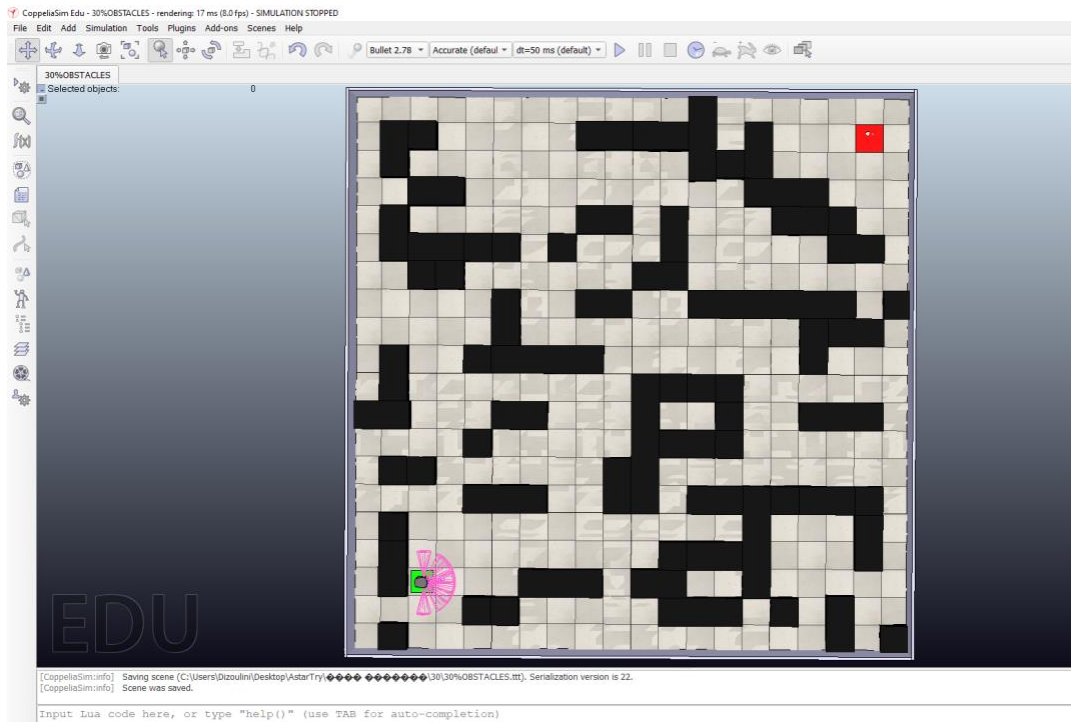 CoppeliaSim Edu - 30%OBSTACLES - rendering: 17 ms (8.0 fps) - SIMULATION STOPPED
File Edit Add Simulation Tools Plugins Add-ons Scenes Help
Bullet 2.78 Accurate (defaul dt=50 ms (default)
30%OBSTACLES
Selected objects: 0
f(x)
EDU
[CoppeliaSim:info] Saving scene (C:\Users\Dizoulini\Desktop\AstarTry\���� �������\30\30%OBSTACLES.ttt). Serialization version is 22.
[CoppeliaSim:info] Scene was saved.
Input Lua code here, or type "help()" (use TAB for auto-completion)